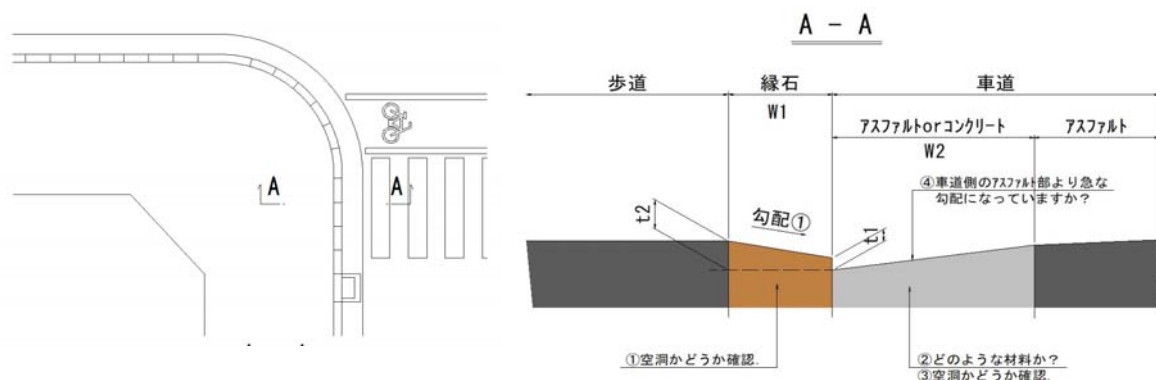 A - A
歩道
縁石
車道
W1
アスファルトorコンクリート
アスファルト
W2
④車道側のアスファルト部より急な
勾配になっていますか？
A
A
t2
勾配①
t1
①空洞かどうか確認.
②どのような材料か？
③空洞かどうか確認.